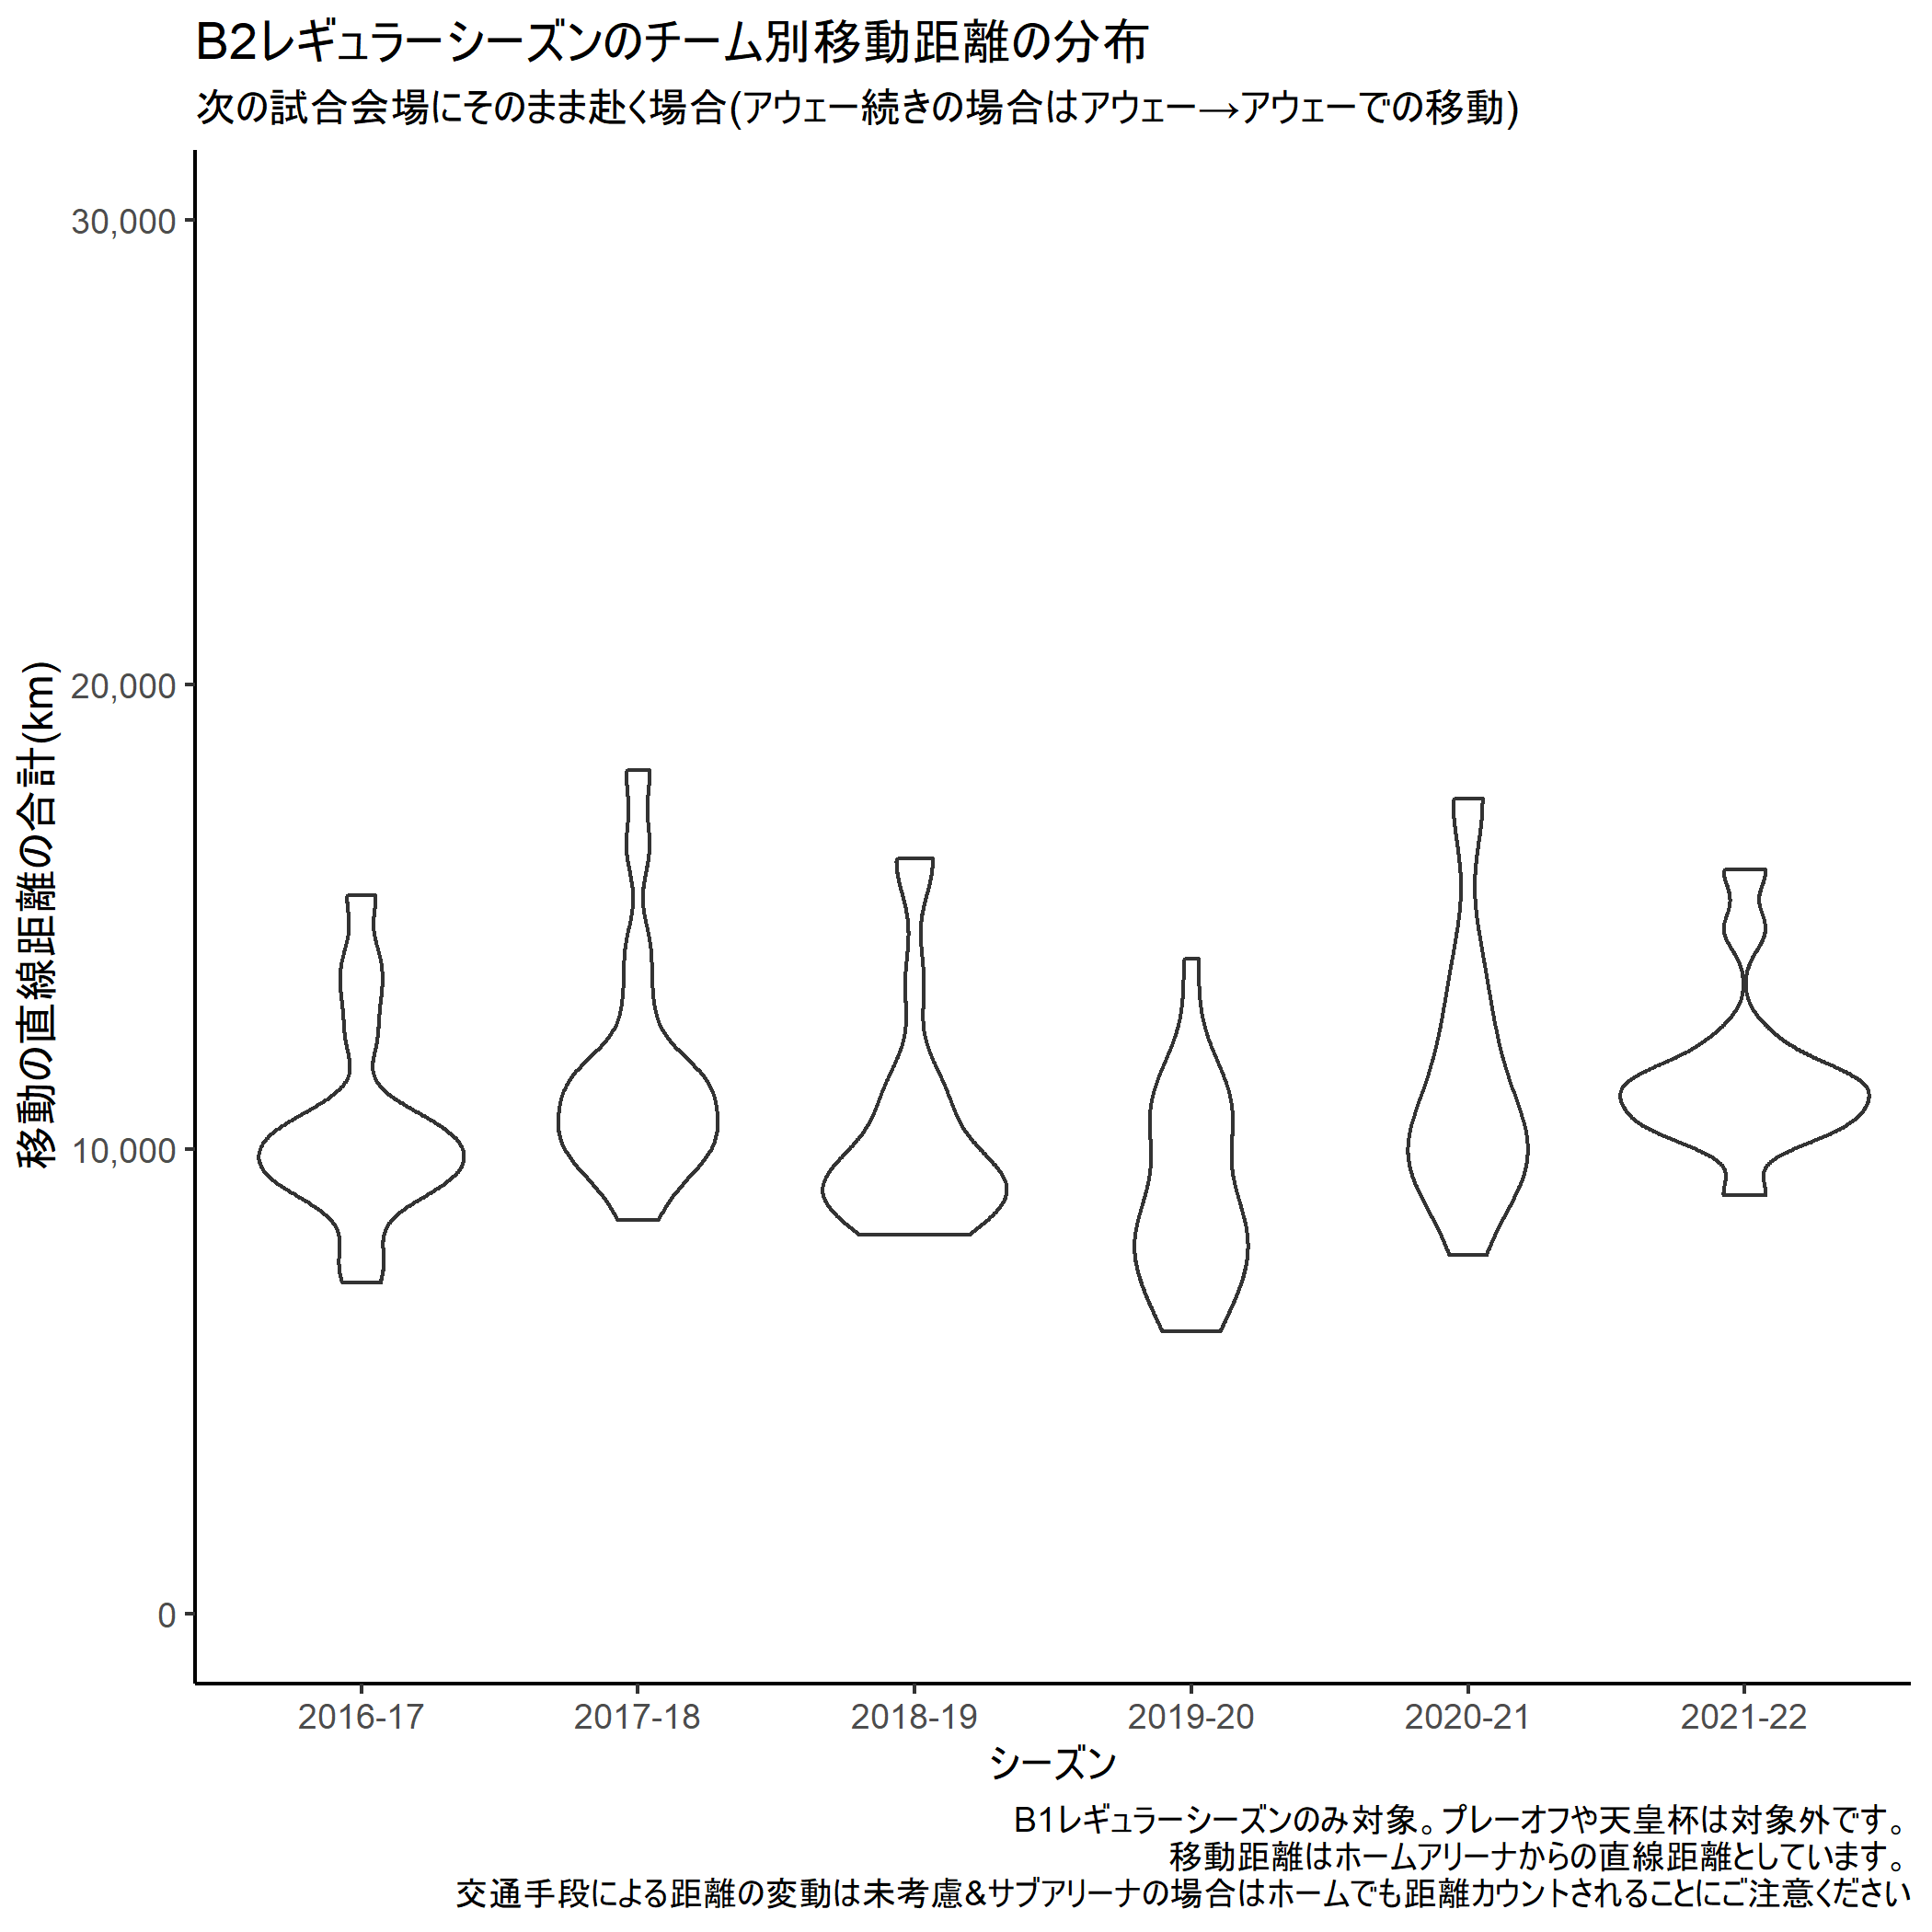 B2レギュラーシーズンのチーム別移動距離の分布
次の試合会場にそのまま赴く場合(アウェー続きの場合はアウェー→アウェーでの移動)
移動の直線距離の合計(km)
30,000
20,000
10,000
0
2016-17 2017-18 2018-19 2019-20 2020-21 2021-22
シーズン
B1レギュラーシーズンのみ対象。プレーオフや天皇杯は対象外です。
移動距離はホームアリーナからの直線距離としています。
交通手段による距離の変動は未考慮&サブアリーナの場合はホームでも距離カウントされることにご注意ください